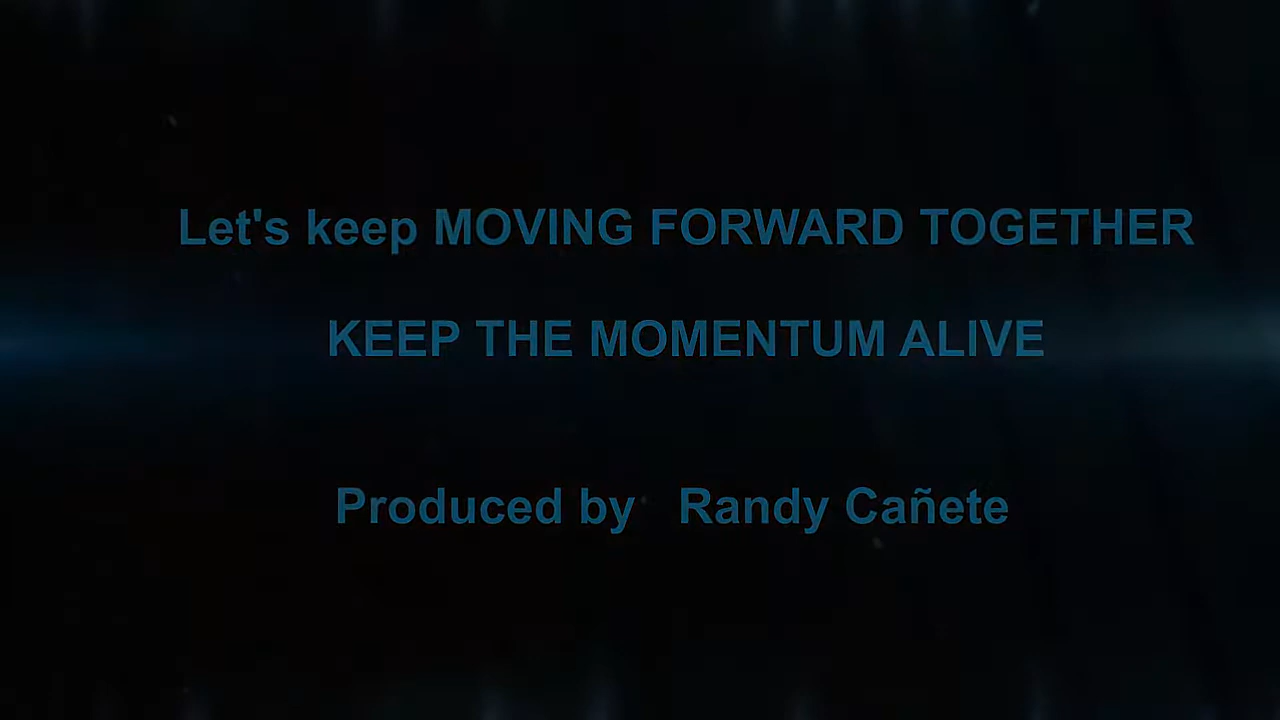 Let's keep MOVING FORWARD TOGETHER
KEEP THE MOMENTUM ALIVE
Produced by Randy Cañete